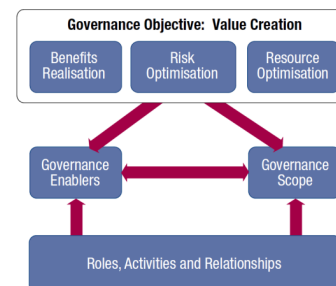 Governance Objective: Value Creation
Benefits
Realisation
Risk
Optimisation
Resource
Optimisation
Governance
Enablers
Governance
Scope
Roles, Activities and Relationships